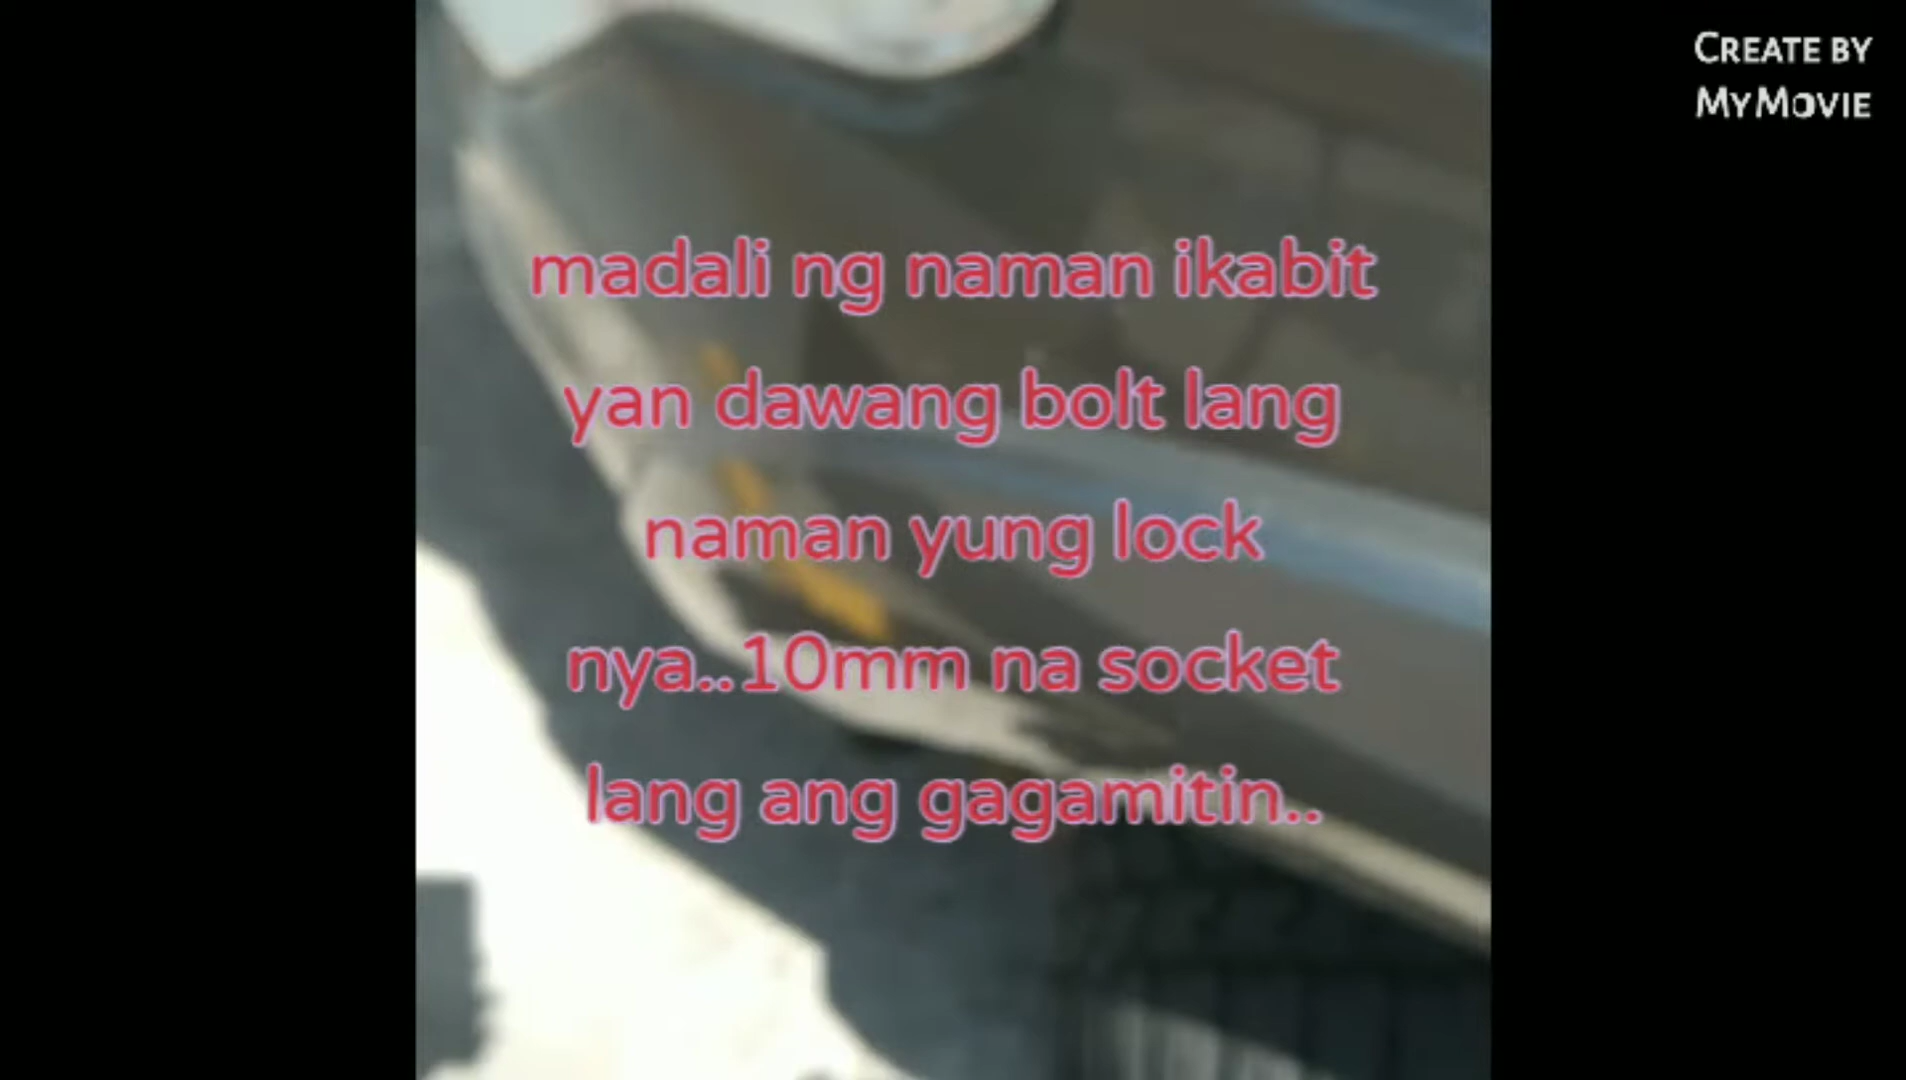 CREATE BY
MYMOVIE
madali ng naman ikabit
yan dawang bolt lang
naman yung lock
nya..10mm na socket
lang ang gagamitin..